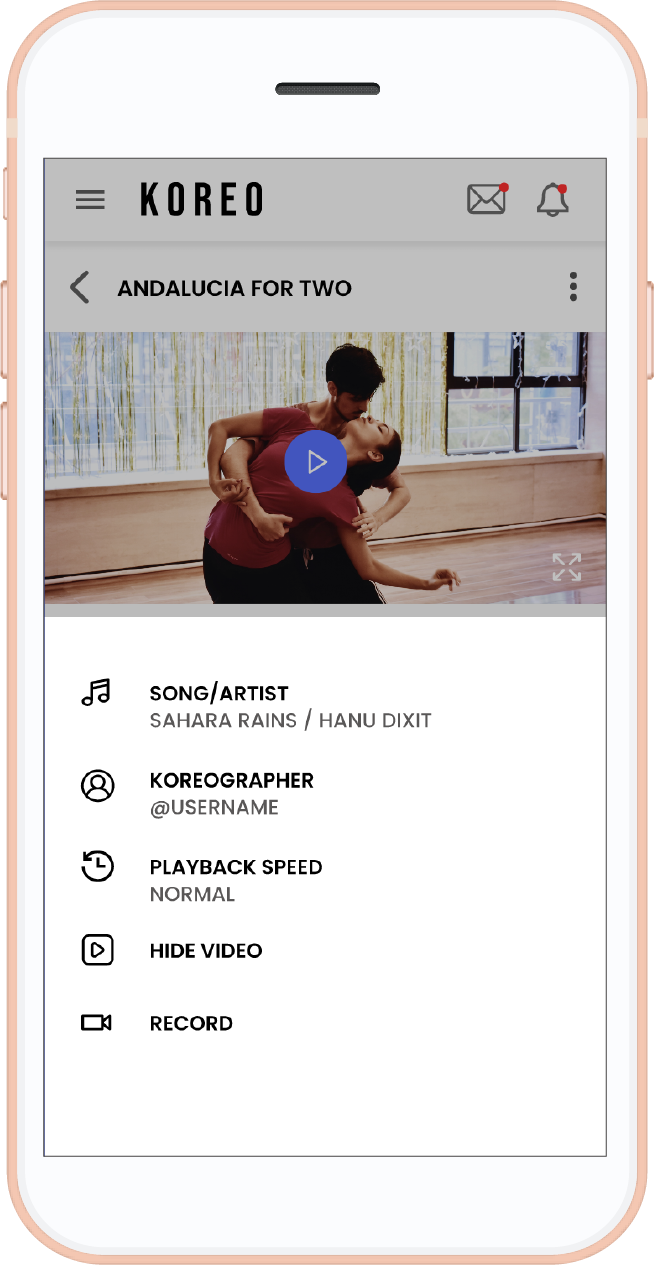 KOREO
ANDALUCIA FOR TWO
SONG/ARTIST
SAHARA RAINS / HANU DIXIT
KOREOGRAPHER
@USERNAME
PLAYBACK SPEED
NORMAL
HIDE VIDEO
RECORD